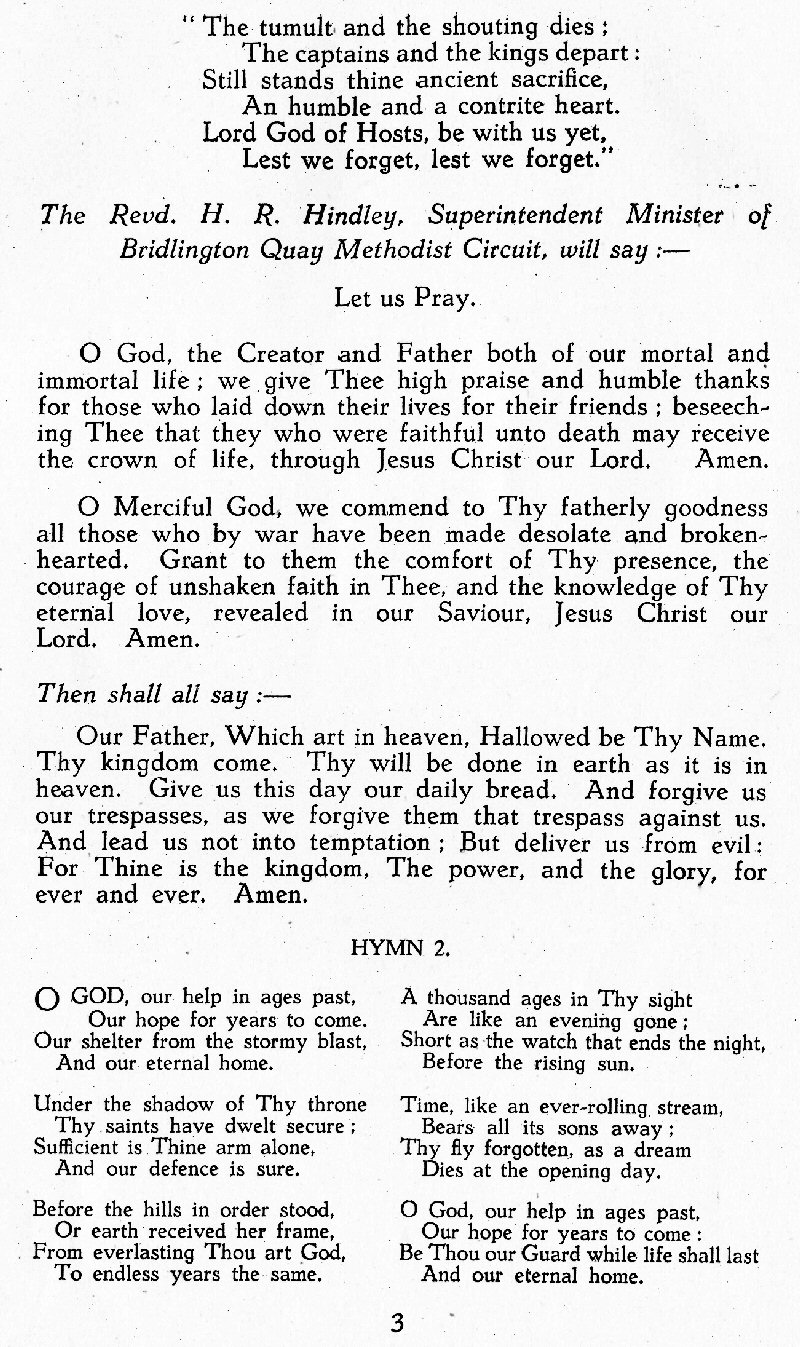 " The tumult and the shouting dies ;
The captains and the kings depart :
Still stands thine ancient sacrifice,
An humble and a contrite heart.
Lord God of Hosts, be with us yet,
Lest we forget, lest we forget."
The Revd. H. R. Hindley, Superintendent Minister of
Bridlington Quay Methodist Circuit, will say :—
Let us Pray.
O God, the Creator and Father both of our mortal and
immortal life ; we give Thee high praise and humble thanks
for those who laid down their lives for their friends ; beseech-
ing Thee that they who were faithful unto death may receive
the crown of life, through Jesus Christ our Lord. Amen.
O Merciful God, we commend to Thy fatherly goodness
all those who by war have been made desolate and broken-
hearted. Grant to them the comfort of Thy presence, the
courage of unshaken faith in Thee, and the knowledge of Thy
eternal love, revealed in our Saviour, Jesus Christ our
Lord. Amen.
Then shall all say :—
Our Father, Which art in heaven, Hallowed be Thy Name.
Thy kingdom come. Thy will be done in earth as it is in
heaven. Give us this day our daily bread. And forgive us
our trespasses, as we forgive them that trespass against us.
And lead us not into temptation ; But deliver us from evil :
For Thine is the kingdom, The power, and the glory, for
ever and ever. Amen.
HYMN 2.
O GOD, our help in ages past,
Our hope for years to come.
Our shelter from the stormy blast,
And our eternal home.
Under the shadow of Thy throne
Thy saints have dwelt secure ;
Sufficient is Thine arm alone,
And our defence is sure.
Before the hills in order stood,
Or earth received her frame,
From everlasting Thou art God,
To endless years the same.
A thousand ages in Thy sight
Are like an evening gone ;
Short as the watch that ends the night,
Before the rising sun.
Time, like an ever-rolling stream,
Bears all its sons away ;
Thy fly forgotten, as a dream
Dies at the opening day.
O God, our help in ages past,
Our hope for years to come :
Be Thou our Guard while life shall last
And our eternal home.
3